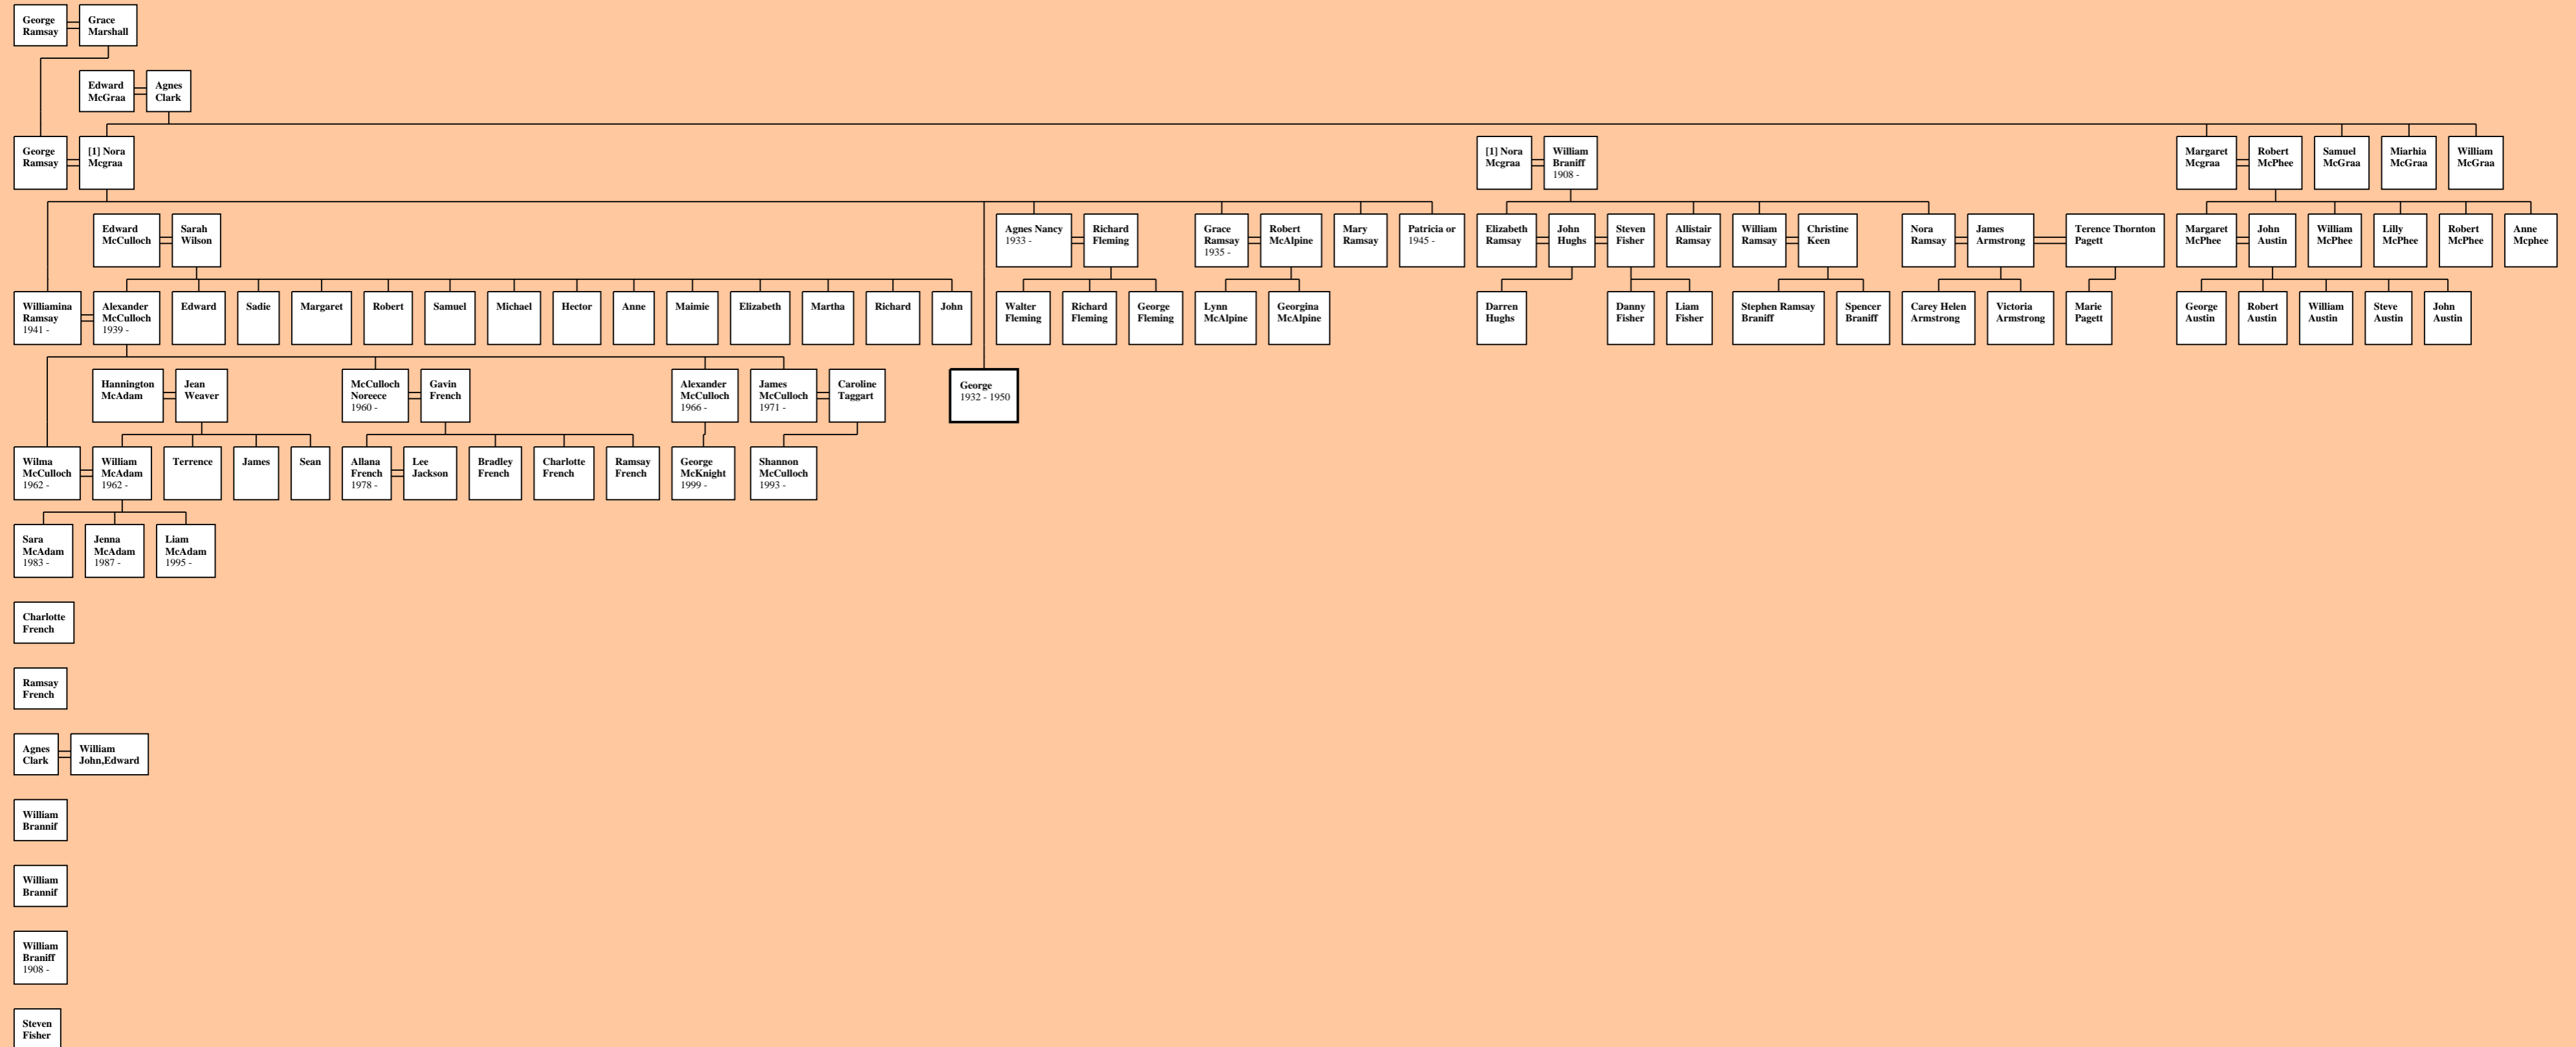 George
Ramsay
Grace
Marshall
Edward
McGraa
Agnes
Clark
George
Ramsay
[1] Nora
Mcgraa
[1] Nora
Mcgraa
William
Braniff
1908 -
Margaret
Mcgraa
Robert
McPhee
Samuel
McGraa
Miarhia
McGraa
William
McGraa
Edward
McCulloch
Sarah
Wilson
Agnes Nancy
1933 -
Richard
Fleming
Grace
Ramsay
1935 -
Robert
McAlpine
Mary
Ramsay
Patricia or
1945 -
Elizabeth
Ramsay
John
Hughs
Steven
Fisher
Allistair
Ramsay
William
Ramsay
Christine
Keen
Nora
Ramsay
James
Armstrong
Terence Thornton
Pagett
Margaret
McPhee
John
Austin
William
McPhee
Lilly
McPhee
Robert
McPhee
Anne
Mcphee
Williamina
Ramsay
1941 -
Alexander
McCulloch
1939 -
Edward
Sadie
Margaret
Robert
Samuel
Michael
Hector
Anne
Maimie
Elizabeth
Martha
Richard
John
Walter
Fleming
Richard
Fleming
George
Fleming
Lynn
McAlpine
Georgina
McAlpine
Darren
Hughs
Danny
Fisher
Liam
Fisher
Stephen Ramsay
Braniff
Spencer
Braniff
Carey Helen
Armstrong
Victoria
Armstrong
Marie
Pagett
George
Austin
Robert
Austin
William
Austin
Steve
Austin
John
Austin
Hannington
McAdam
Jean
Weaver
McCulloch
Noreece
1960 -
Gavin
French
Alexander
McCulloch
1966 -
James
McCulloch
1971 -
Caroline
Taggart
George
1932 - 1950
Wilma
McCulloch
1962 -
William
McAdam
1962 -
Terrence
James
Sean
Allana
French
1978 -
Lee
Jackson
Bradley
French
Charlotte
French
Ramsay
French
George
McKnight
1999 -
Shannon
McCulloch
1993 -
Sara
McAdam
1983 -
Jenna
McAdam
1987 -
Liam
McAdam
1995 -
Charlotte
French
Ramsay
French
Agnes
Clark
William
John,Edward
William
Brannif
William
Brannif
William
Braniff
1908 -
Steven
Fisher